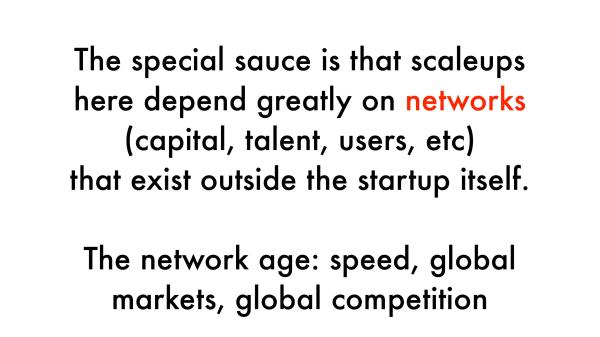 The special sauce is that scaleups
here depend greatly on networks
(capital, talent, users, etc)
that exist outside the startup itself.
The network age: speed, global
markets, global competition